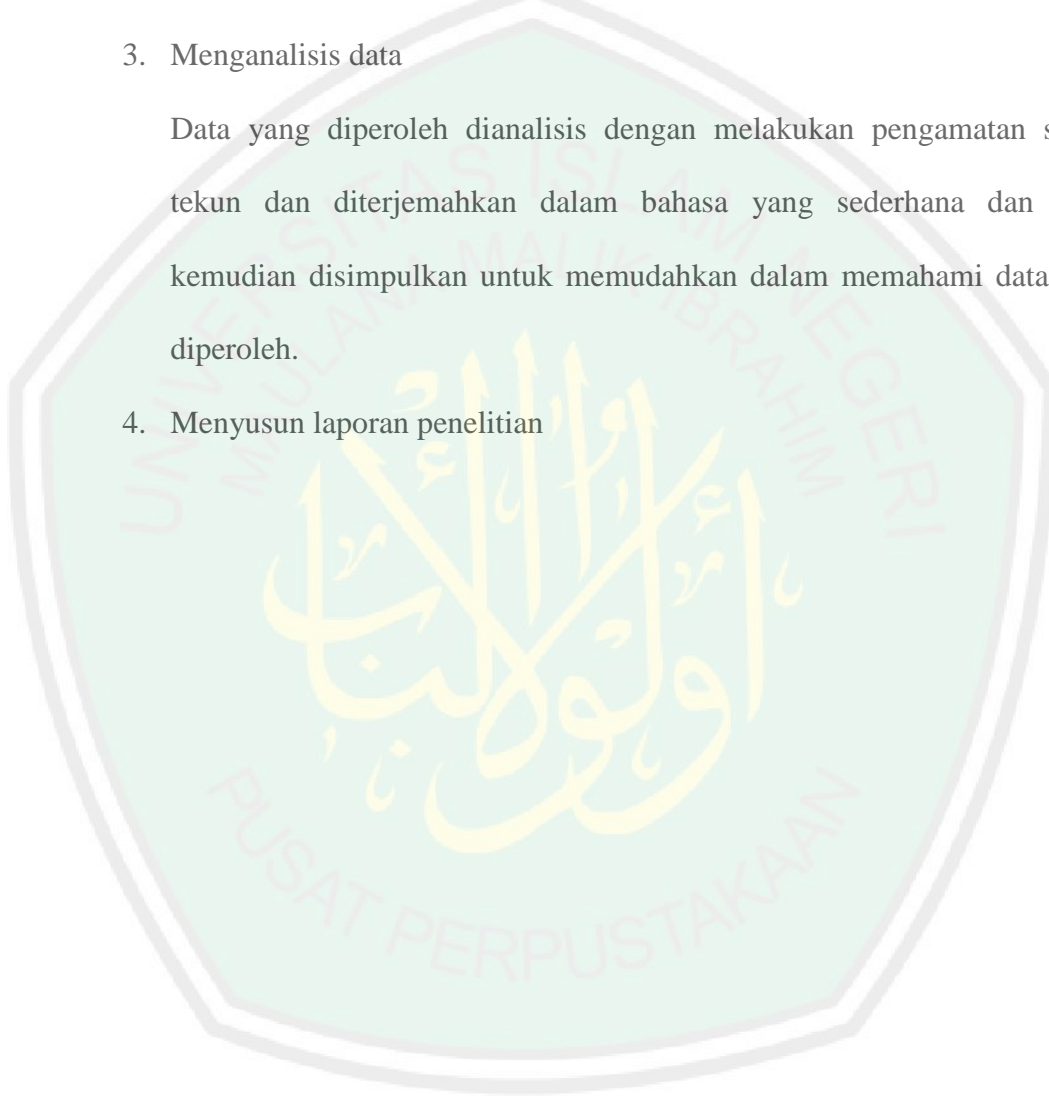 3. Menganalisis data
Data yang diperoleh dianalisis dengan melakukan pengamatan
tekun dan diterjemahkan dalam bahasa yang sederhana dan
kemudian disimpulkan untuk memudahkan dalam memahami data
diperoleh.
4. Menyusun laporan penelitian
UNIVERSITAS ISLAM NEGERI
MAULANA MALIK IBRAHIM
أولوا الألباب
PUSAT PERPUSTAKAAN